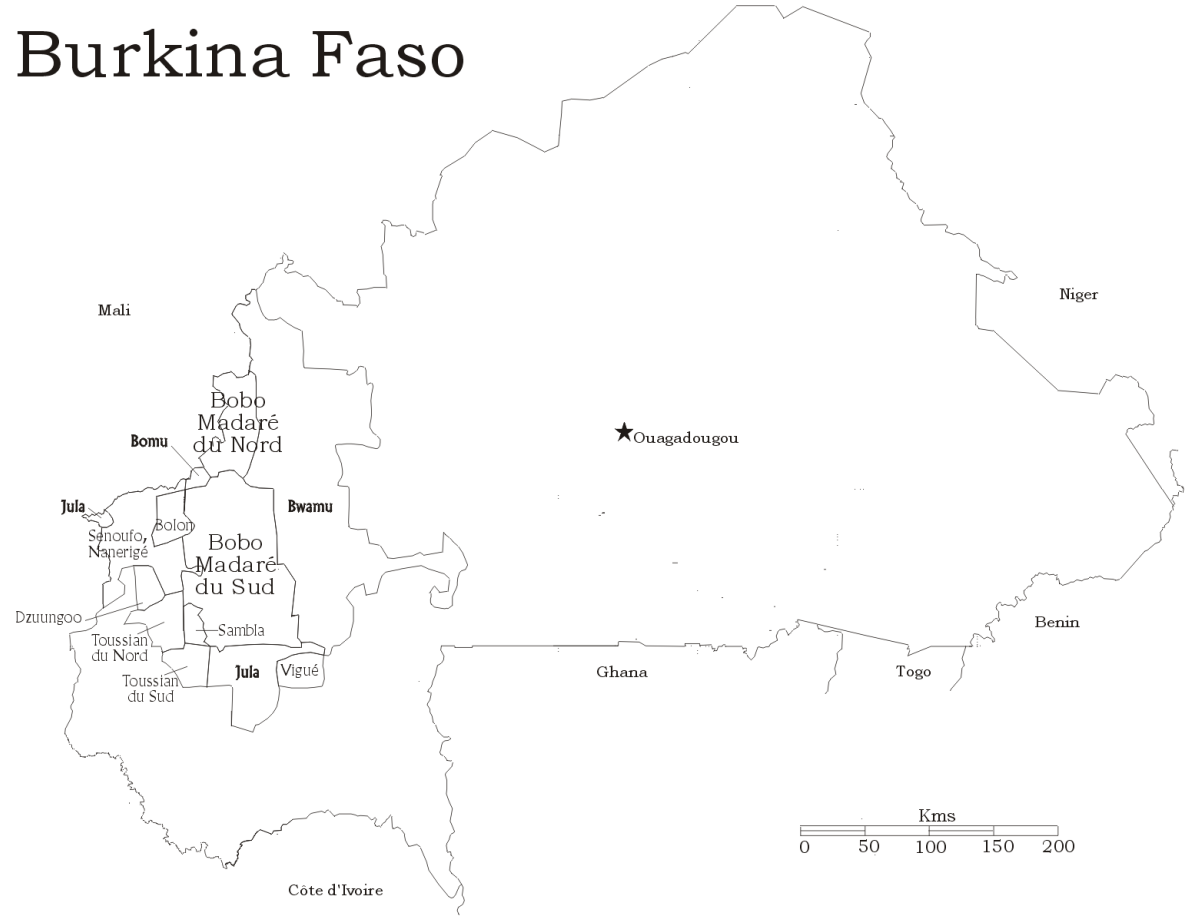 Burkina Faso
Niger
Mali
Bobo
Madaré
du Nord
Bomu
Ouagadougou
Jula
Bwamu
Bolon
Senoufo,
Nanerigé
Bobo
Madaré
du Sud
Dzuungoo
Sambla
Toussian
du Nord
Benin
Toussian
du Sud
Jula
Vigué
Ghana
Togo
Kms
0 50 100 150 200
Côte d'Ivoire